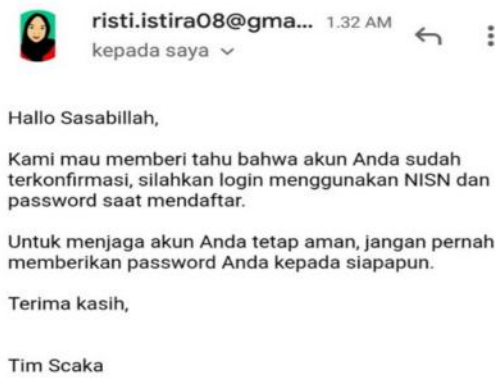 risti.istira08@gma... 1.32 AM
kepada saya
Hallo Sasabillah,
Kami mau memberi tahu bahwa akun Anda sudah
terkonfirmasi, silahkan login menggunakan NISN dan
password saat mendaftar.
Untuk menjaga akun Anda tetap aman, jangan pernah
memberikan password Anda kepada siapapun.
Terima kasih,
Tim Scaka